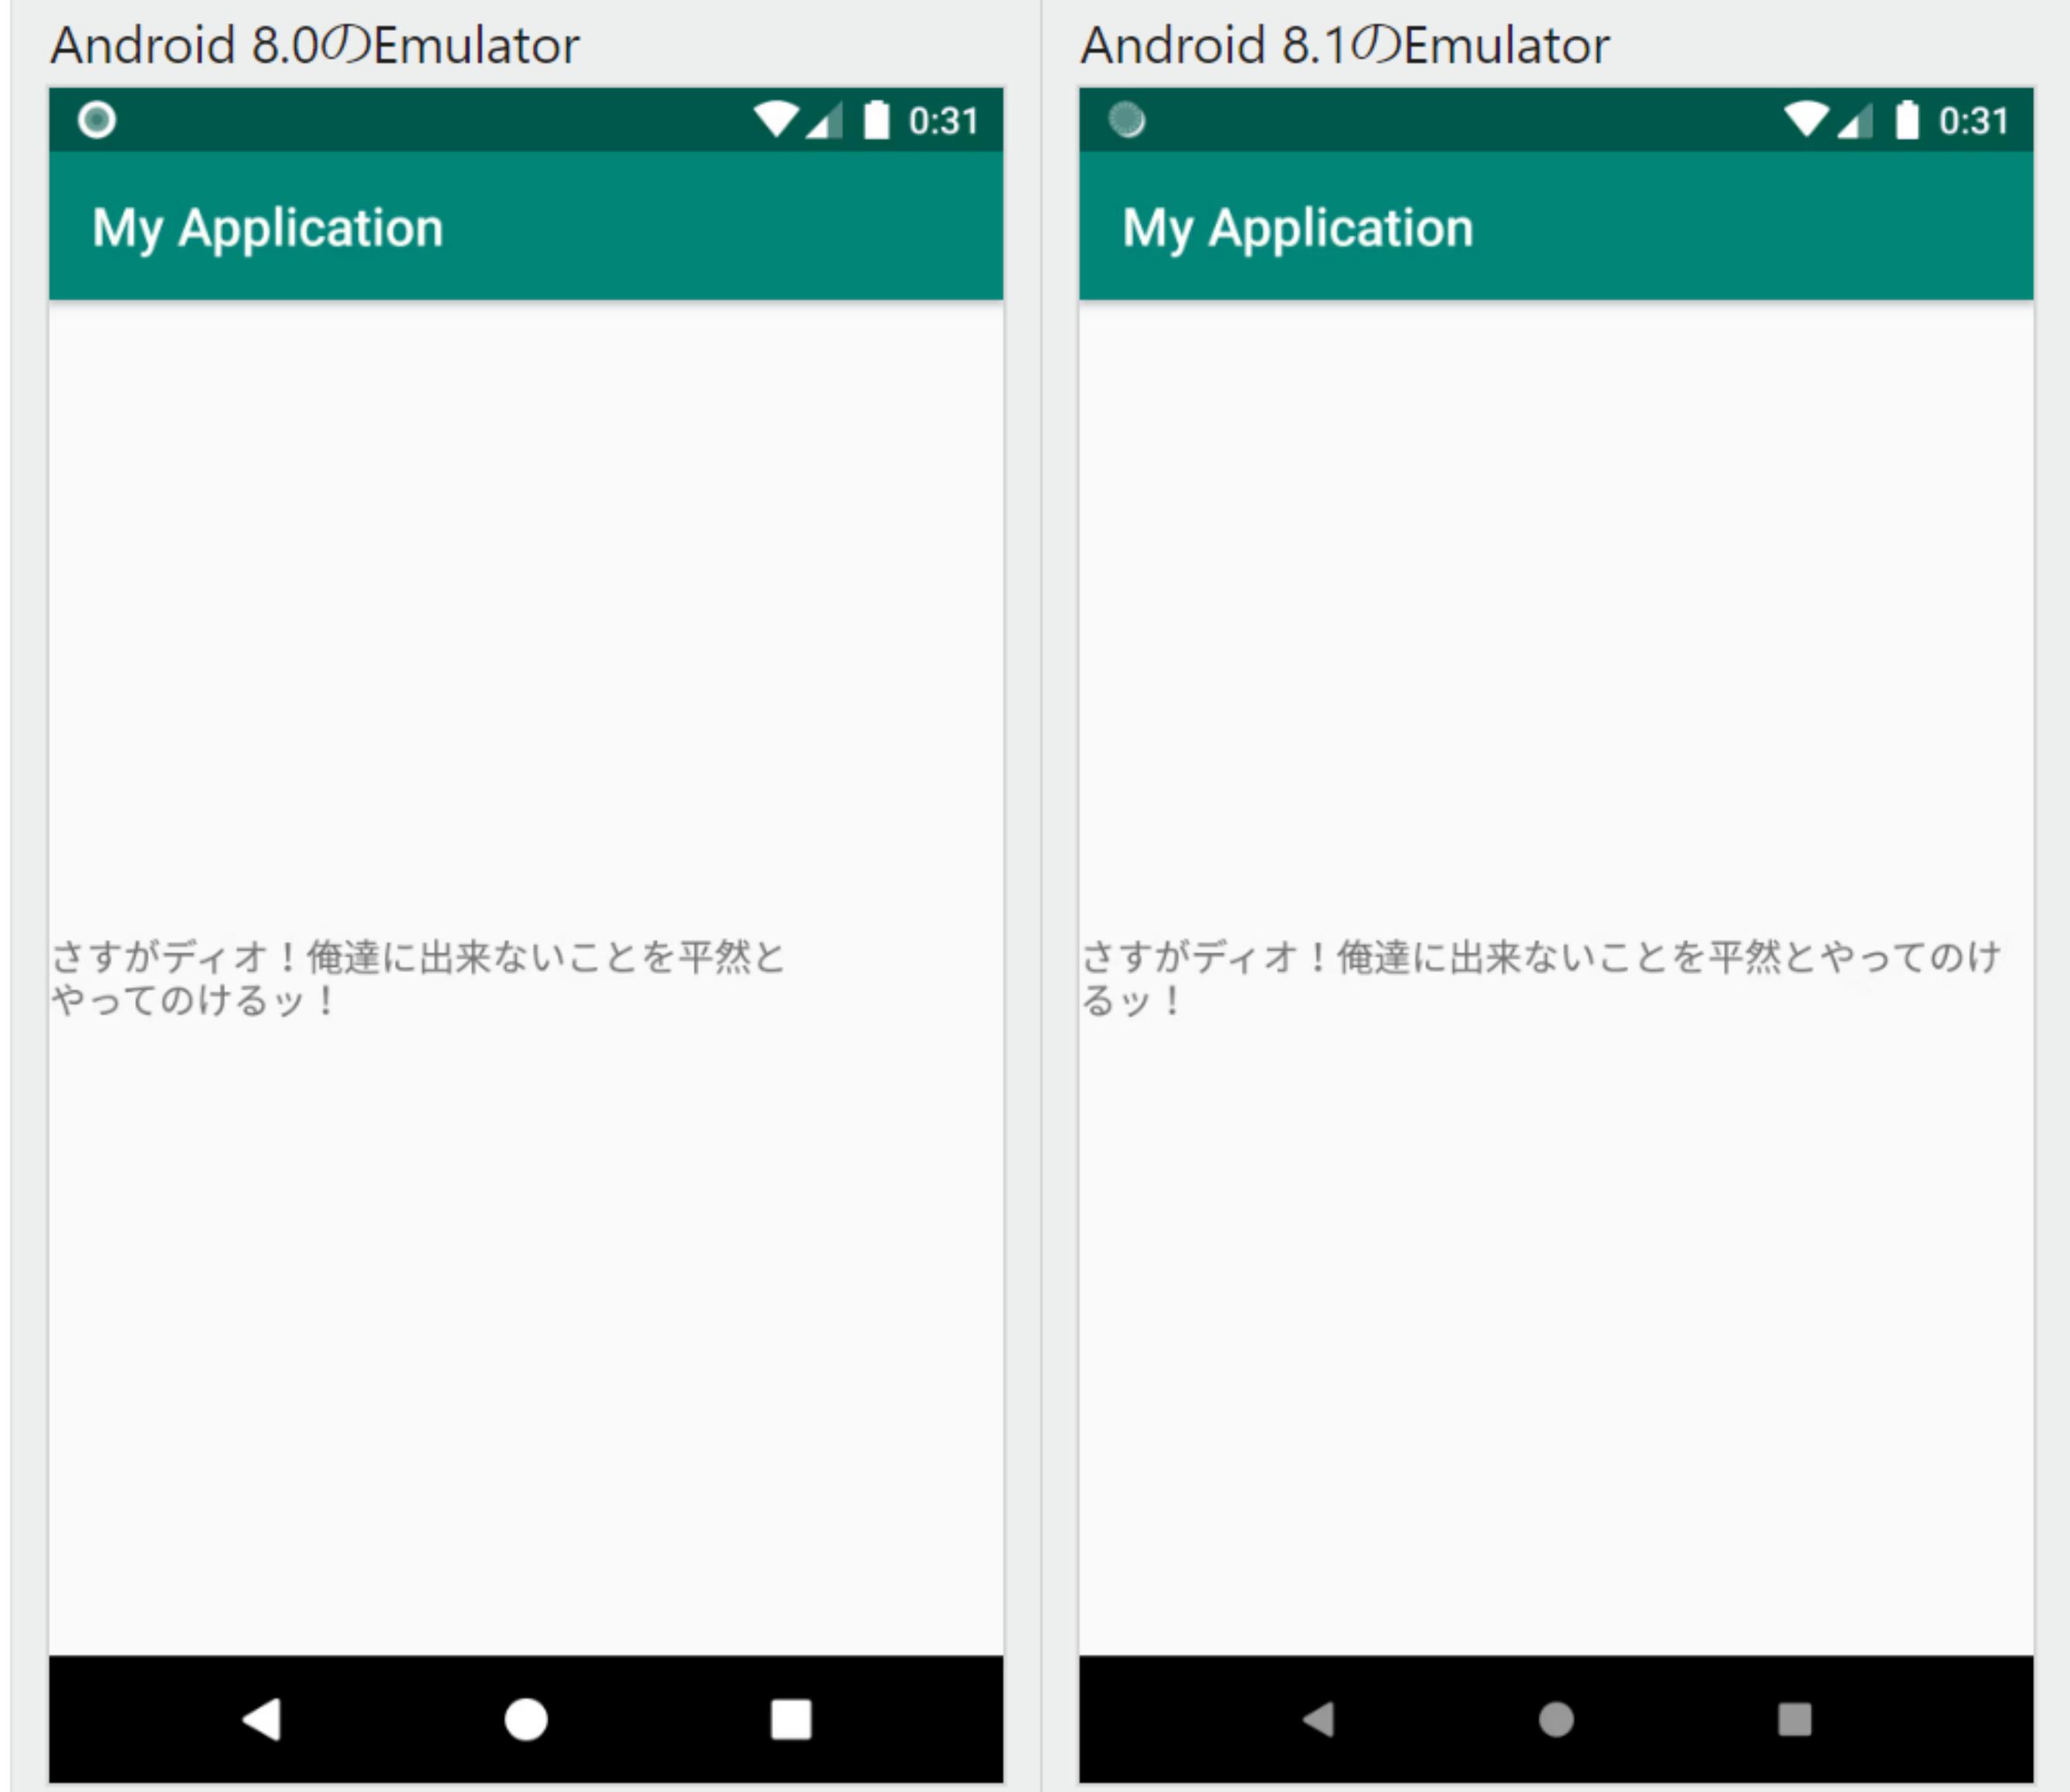 Android 8.0のEmulator
0:31
My Application
さすがディオ！俺達に出来ないことを平然と
やってのけるッ！
Android 8.1のEmulator
0:31
My Application
さすがディオ！俺達に出来ないことを平然とやってのけ
るッ！